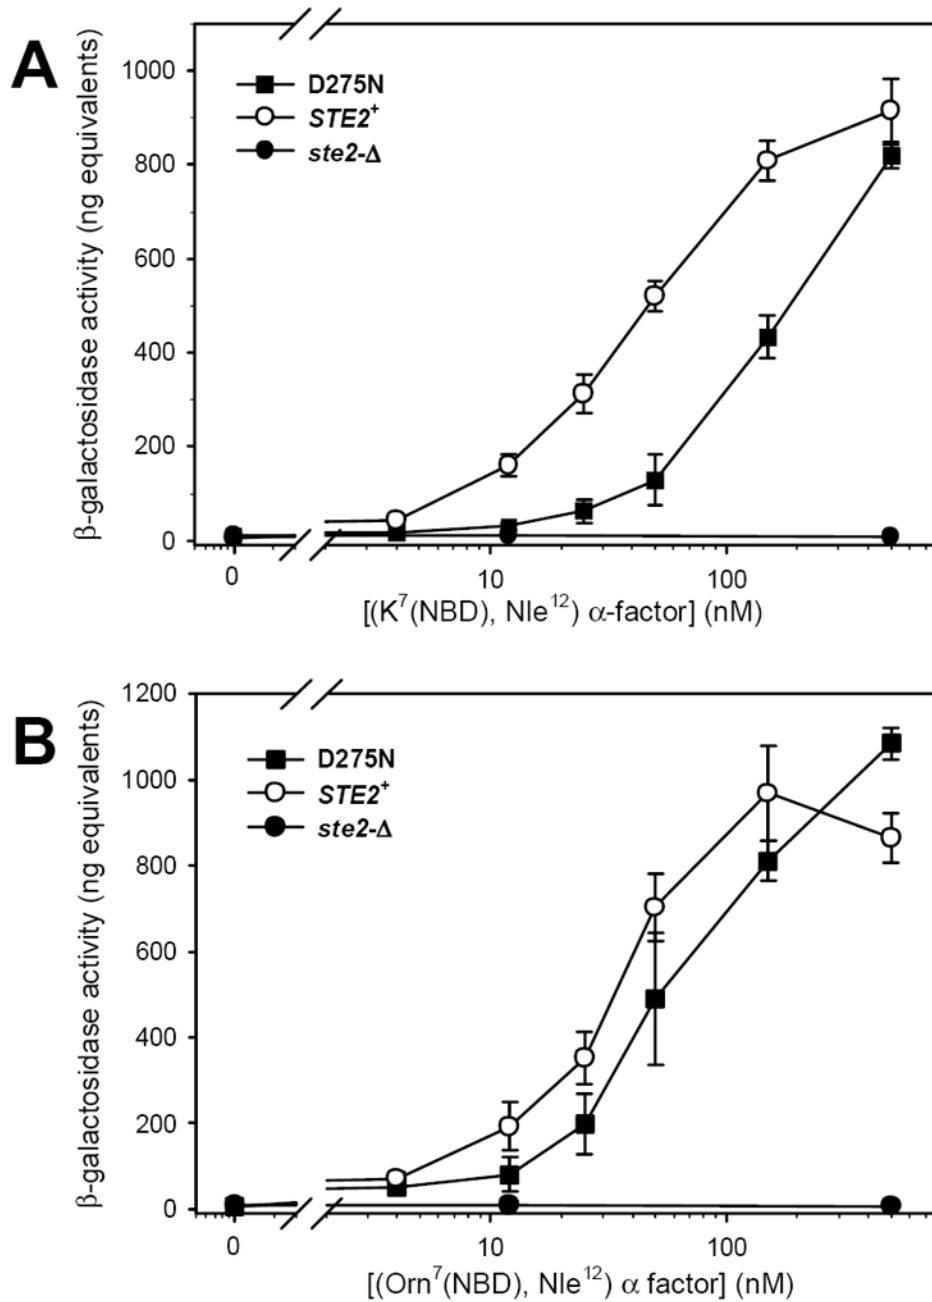 A
β-galactosidase activity (ng equivalents)
1000
800
600
400
200
0
D275N
STE2⁺
ste2-Δ
0
10
100
[(K⁷(NBD), Nle¹²) α-factor] (nM)
B
β-galactosidase activity (ng equivalents)
1200
1000
800
600
400
200
0
D275N
STE2⁺
ste2-Δ
0
10
100
[(Orn⁷(NBD), Nle¹²) α factor] (nM)